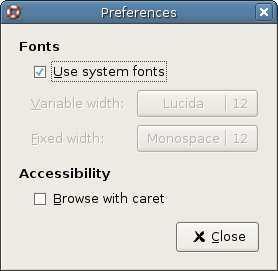 Preferences
Fonts
Use system fonts
Variable width: Lucida 12
Fixed width: Monospace 12
Accessibility
Browse with caret
Close